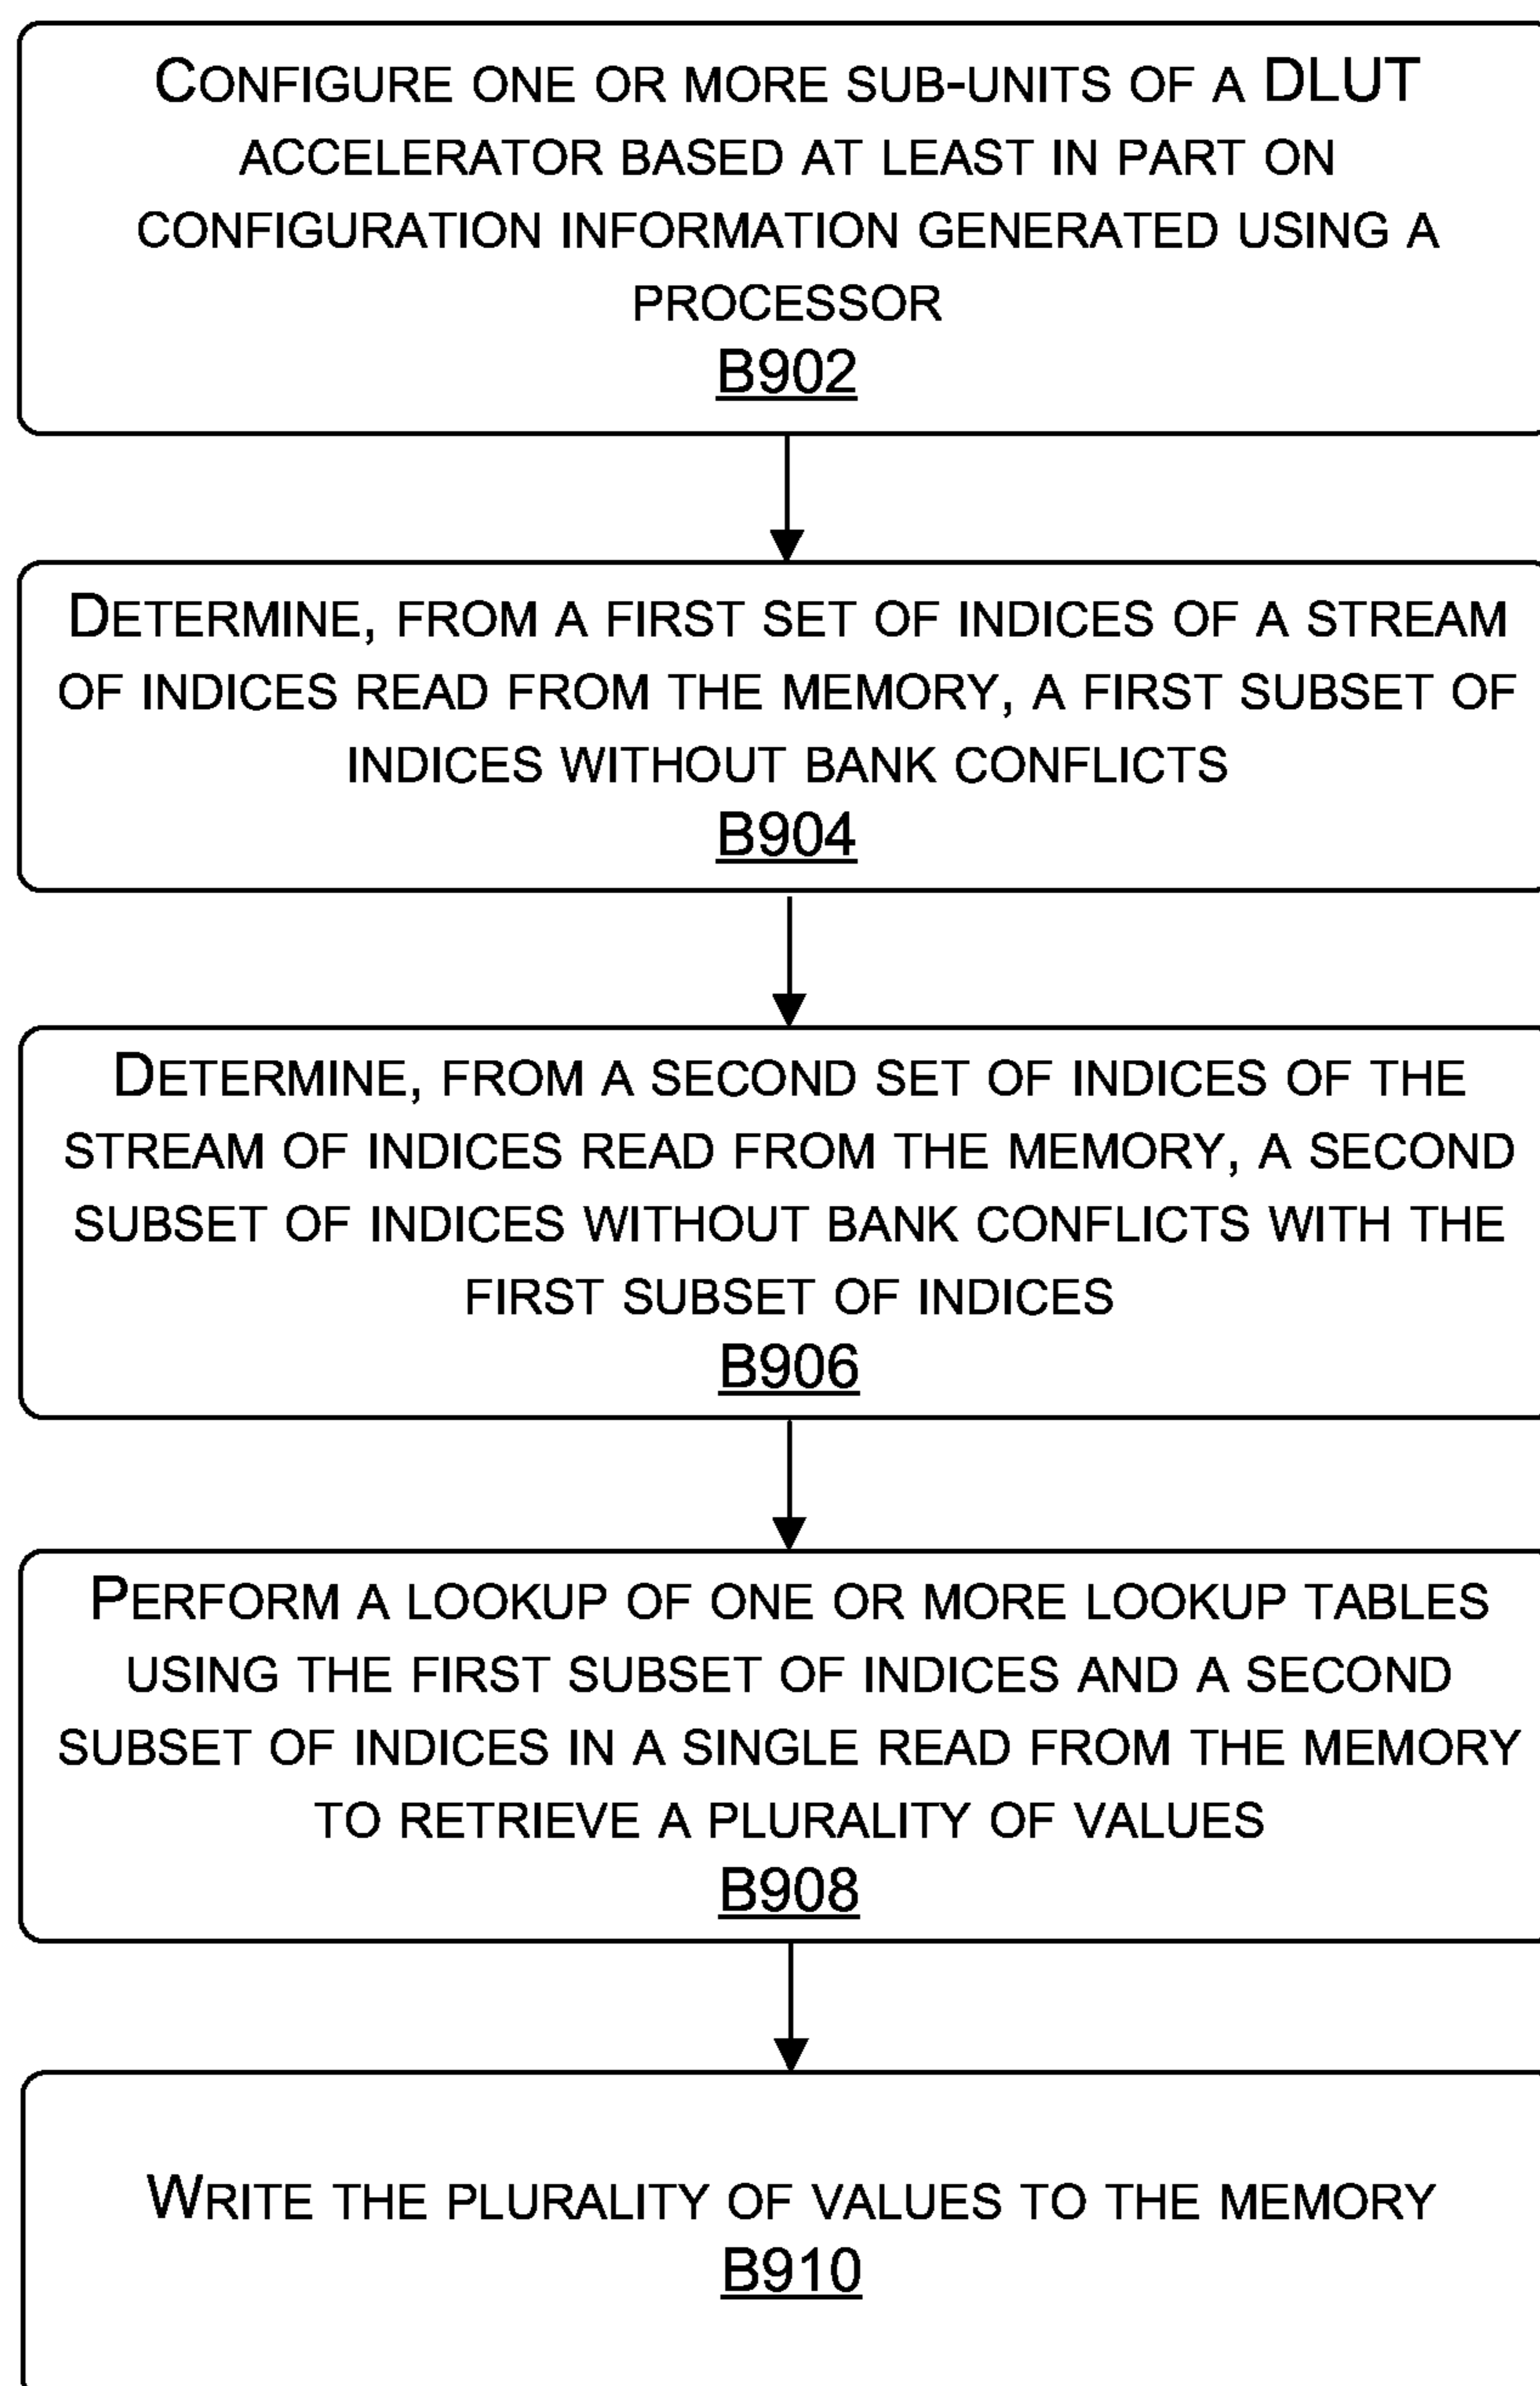 CONFIGURE ONE OR MORE SUB-UNITS OF A DLUT
ACCELERATOR BASED AT LEAST IN PART ON
CONFIGURATION INFORMATION GENERATED USING A
PROCESSOR
B902
DETERMINE, FROM A FIRST SET OF INDICES OF A STREAM
OF INDICES READ FROM THE MEMORY, A FIRST SUBSET OF
INDICES WITHOUT BANK CONFLICTS
B904
DETERMINE, FROM A SECOND SET OF INDICES OF THE
STREAM OF INDICES READ FROM THE MEMORY, A SECOND
SUBSET OF INDICES WITHOUT BANK CONFLICTS WITH THE
FIRST SUBSET OF INDICES
B906
PERFORM A LOOKUP OF ONE OR MORE LOOKUP TABLES
USING THE FIRST SUBSET OF INDICES AND A SECOND
SUBSET OF INDICES IN A SINGLE READ FROM THE MEMORY
TO RETRIEVE A PLURALITY OF VALUES
B908
WRITE THE PLURALITY OF VALUES TO THE MEMORY
B910